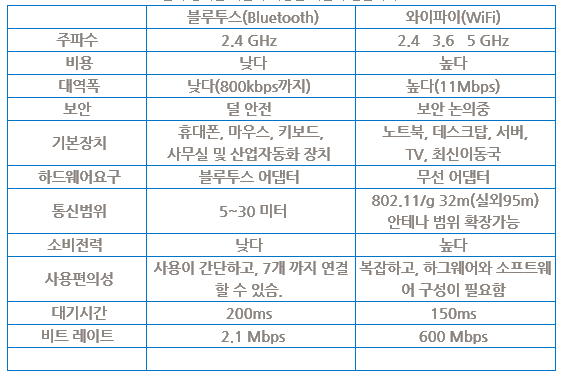 블루투스(Bluetooth) 와이파이(WiFi)
주파수 2.4 GHz 2.4 3.6 5 GHz
비용 낮다 높다
대역폭 낮다(800kbps까지) 높다(11Mbps)
보안 덜 안전 보안 논의중
기본장치 휴대폰, 마우스, 키보드, 사무실 및 산업자동화 장치 노트북, 데스크탑, 서버, TV, 최신이동국
하드웨어요구 블루투스 어댑터 무선 어댑터
통신범위 5~30 미터 802.11/g 32m(실외95m) 안테나 범위 확장가능
소비전력 낮다 높다
사용편의성 사용이 간단하고, 7개 까지 연결할 수 있슴. 복잡하고, 하그웨어와 소프트웨어 구성이 필요함
대기시간 200ms 150ms
비트 레이트 2.1 Mbps 600 Mbps